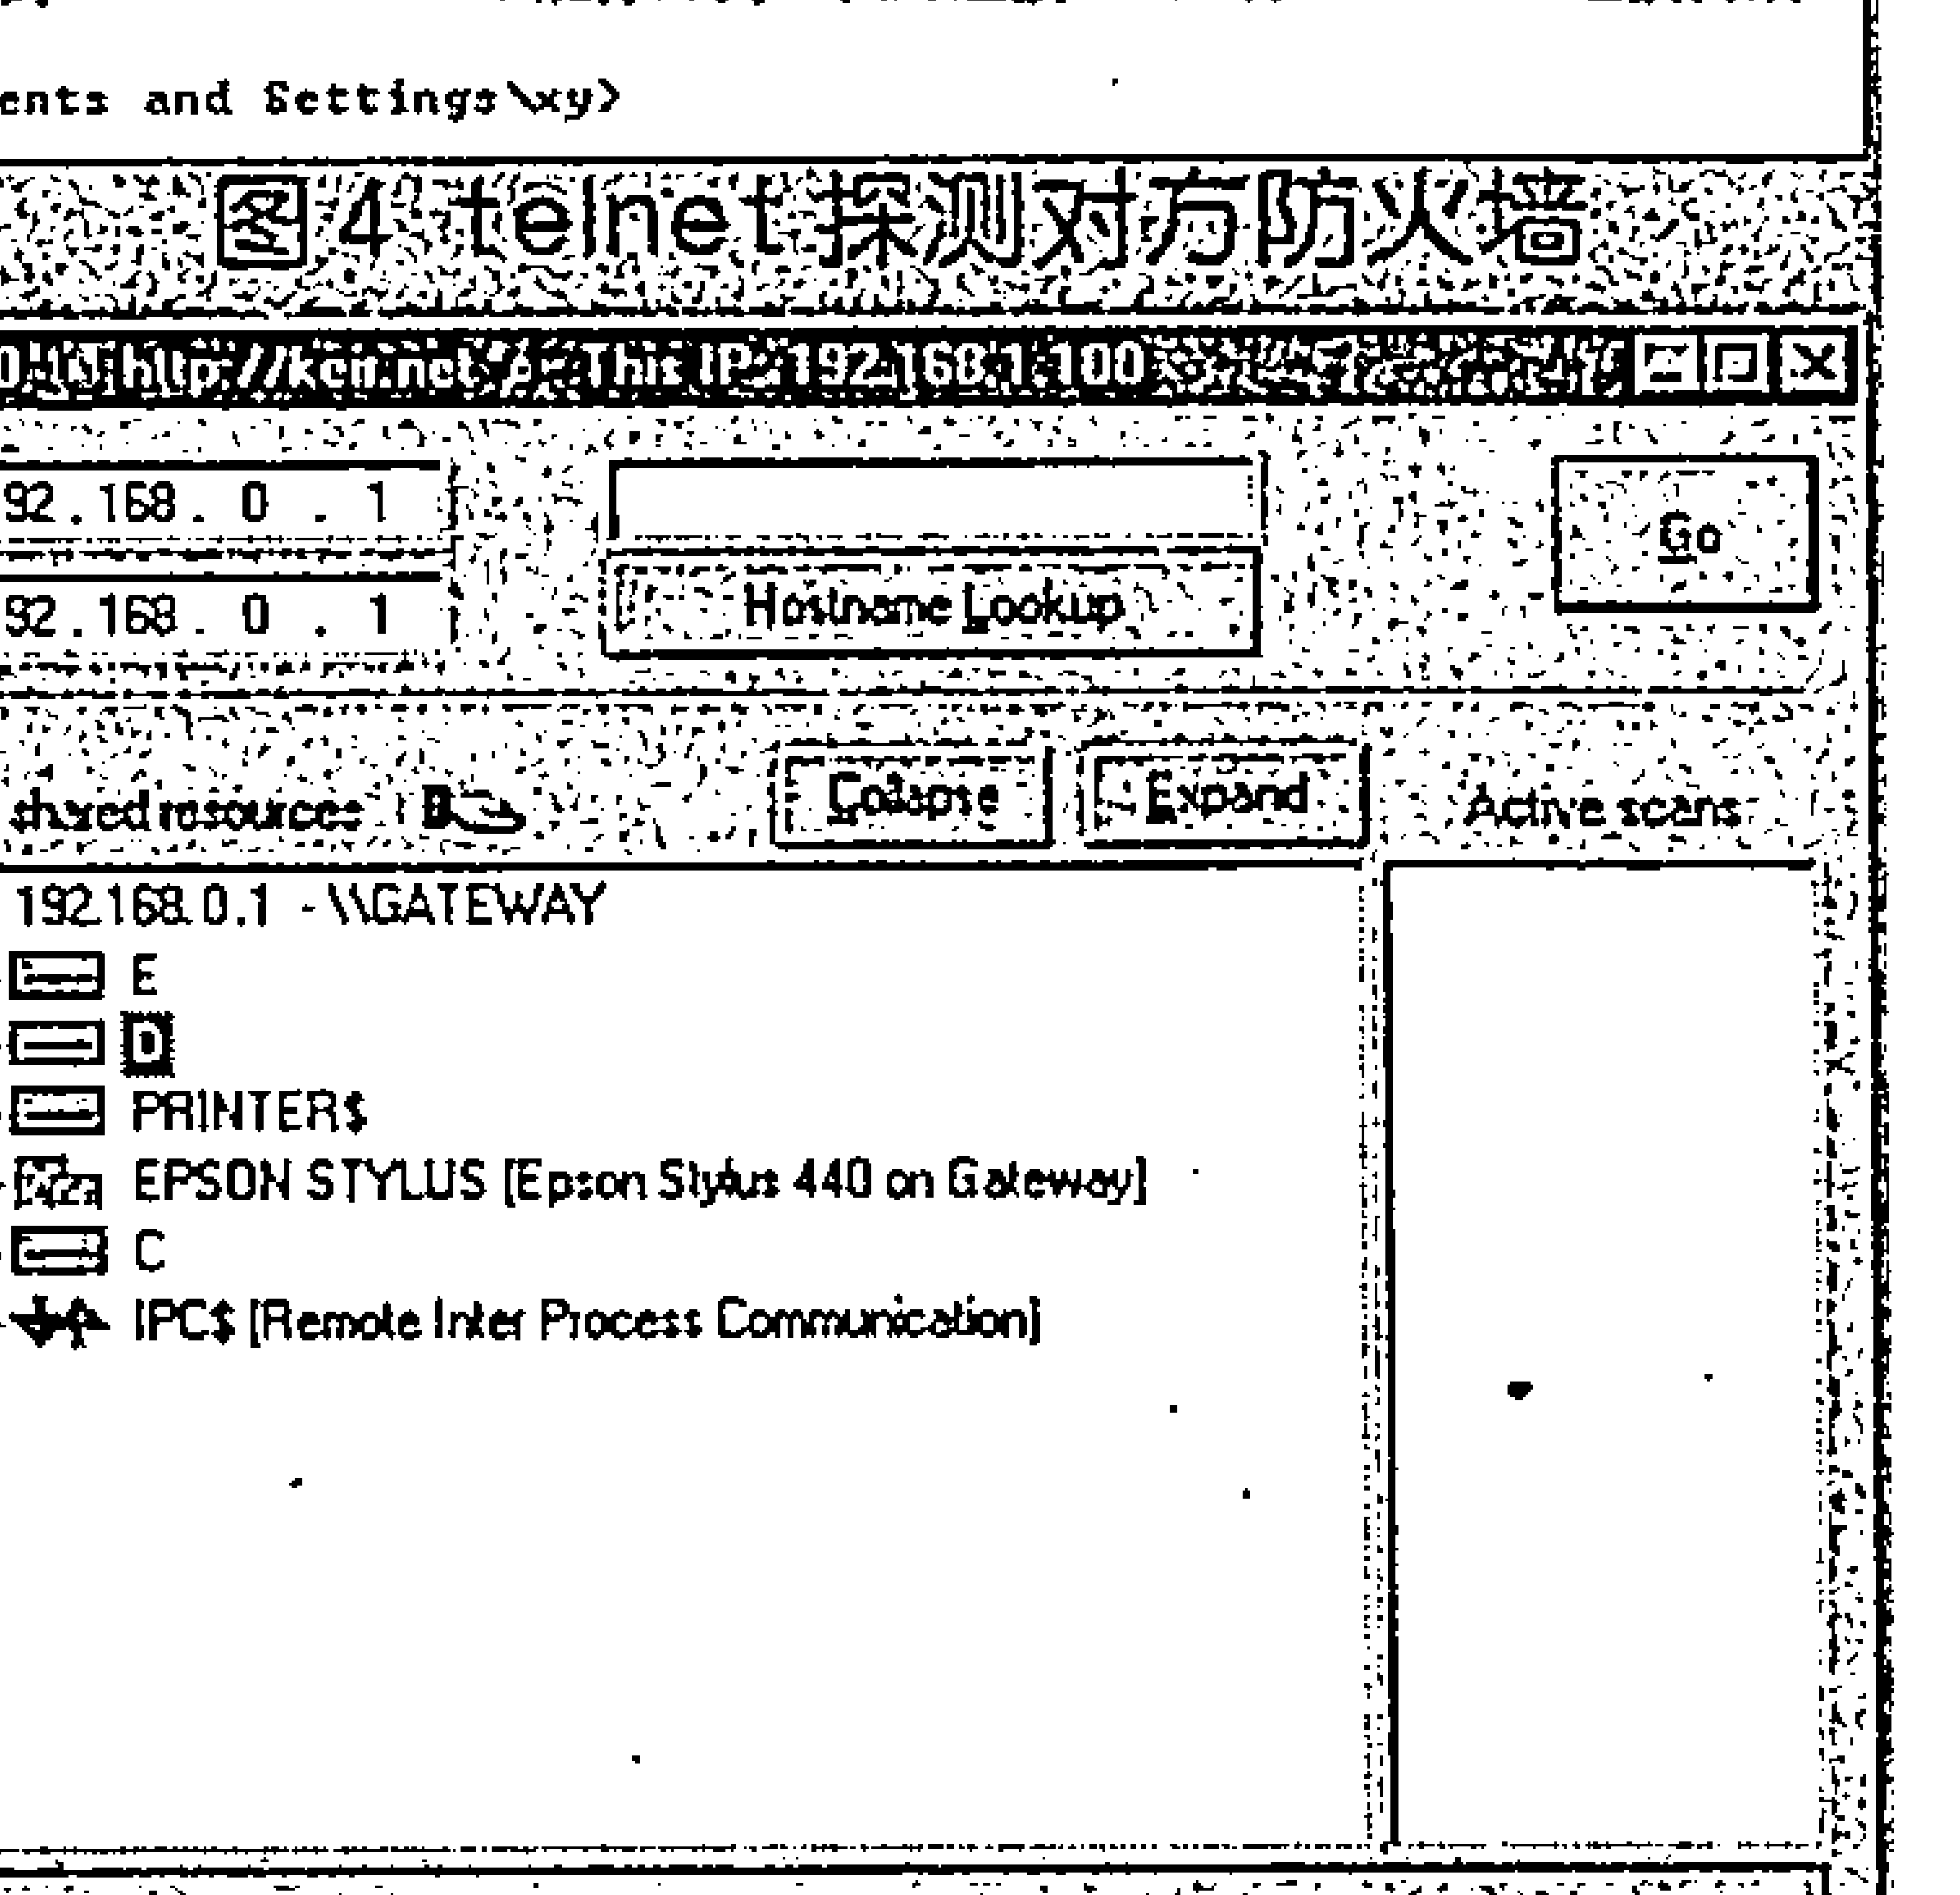 ents and Settings\xy>
图4 telnet探测对方防火墙
This IP: 192.168.1.100
92.168. 0 . 1
Go
92.168. 0 . 1
Hostname Lookup
shared resources
Collapse
Expand
Active scans
192.168.0.1 - \\GATEWAY
E
D
PRINTER$
EPSON STYLUS [Epson Stylus 440 on Gateway]
C
IPC$ [Remote Inter Process Communication]